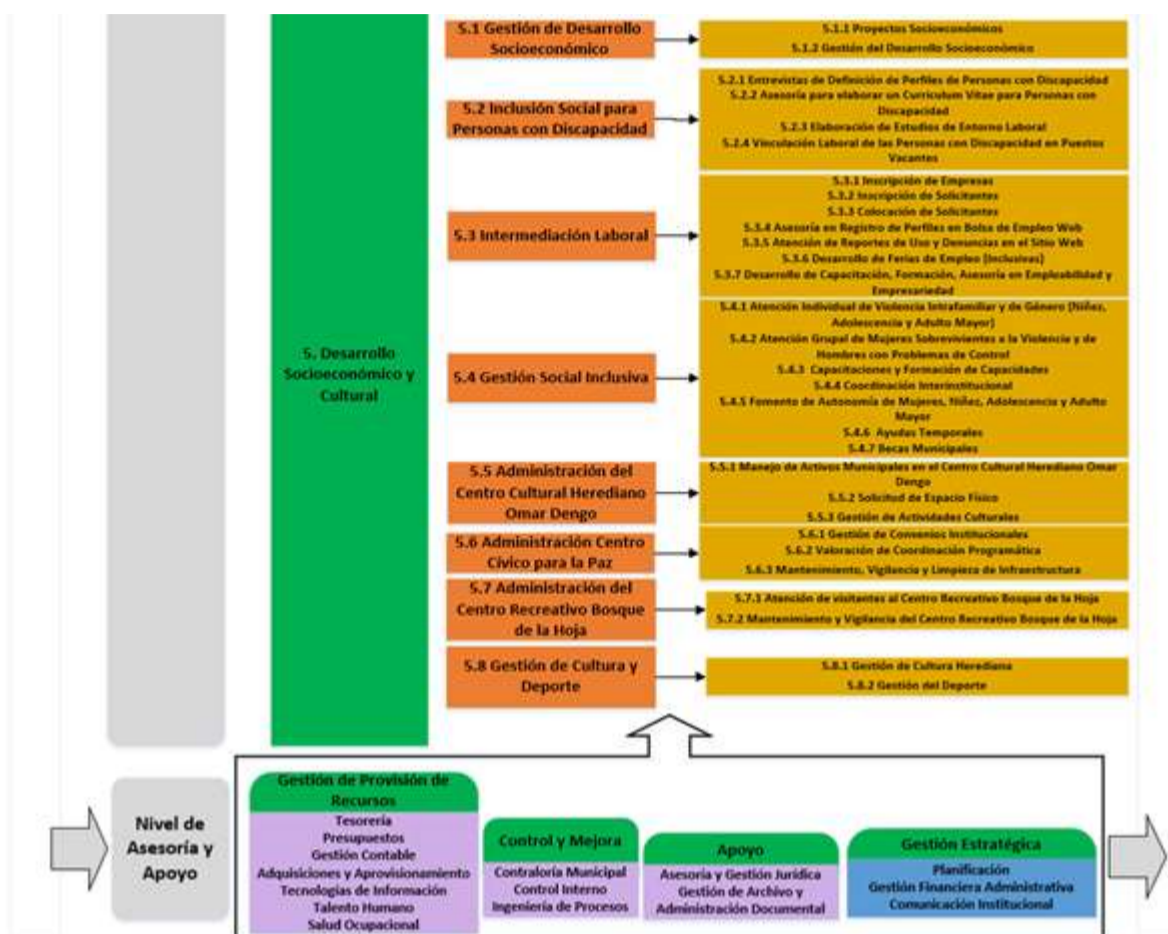 5. Desarrollo
Socioeconómico y
Cultural
5.1 Gestión de Desarrollo
Socioeconómico
5.1.1 Proyectos Socioeconómicos
5.1.2 Gestión del Desarrollo Socioeconómico
5.2 Inclusión Social para
Personas con Discapacidad
5.2.1 Entrevistas de Definición de Perfiles de Personas con Discapacidad
5.2.2 Asesoría para elaborar un Curriculum Vitae para Personas con
Discapacidad
5.2.3 Elaboración de Estudios de Entorno Laboral
5.2.4 Vinculación Laboral de las Personas con Discapacidad en Puestos
Vacantes
5.3 Intermediación Laboral
5.3.1 Inscripción de Empresas
5.3.2 Inscripción de Solicitantes
5.3.3 Colocación de Solicitantes
5.3.4 Asesoría en Registro de Perfiles en Bolsa de Empleo Web
5.3.5 Atención de Reportes de Uso y Denuncias en el Sitio Web
5.3.6 Desarrollo de Ferias de Empleo (Inclusivas)
5.3.7 Desarrollo de Capacitación, Formación, Asesoría en Empleabilidad y
Empresariedad
5.4 Gestión Social Inclusiva
5.4.1 Atención Individual de Violencia Intrafamiliar y de Género (Niñez,
Adolescencia y Adulto Mayor)
5.4.2 Atención Grupal de Mujeres Sobrevivientes a la Violencia y de
Hombres con Problemas de Control
5.4.3 Capacitaciones y Formación de Capacidades
5.4.4 Coordinación Interinstitucional
5.4.5 Fomento de Autonomía de Mujeres, Niñez, Adolescencia y Adulto
Mayor
5.4.6 Ayudas Temporales
5.4.7 Becas Municipales
5.5 Administración del
Centro Cultural Herediano
Omar Dengo
5.5.1 Manejo de Activos Municipales en el Centro Cultural Herediano Omar
Dengo
5.5.2 Solicitud de Espacio Físico
5.5.3 Gestión de Actividades Culturales
5.6 Administración Centro
Cívico para la Paz
5.6.1 Gestión de Convenios Institucionales
5.6.2 Valoración de Coordinación Programática
5.6.3 Mantenimiento, Vigilancia y Limpieza de Infraestructura
5.7 Administración del
Centro Recreativo Bosque
de la Hoja
5.7.1 Atención de visitantes al Centro Recreativo Bosque de la Hoja
5.7.2 Mantenimiento y Vigilancia del Centro Recreativo Bosque de la Hoja
5.8 Gestión de Cultura y
Deporte
5.8.1 Gestión de Cultura Herediana
5.8.2 Gestión del Deporte
Nivel de
Asesoría y
Apoyo
Gestión de Provisión de
Recursos
Tesorería
Presupuestos
Gestión Contable
Adquisiciones y Aprovisionamiento
Tecnologías de Información
Talento Humano
Salud Ocupacional
Control y Mejora
Contraloría Municipal
Control Interno
Ingeniería de Procesos
Apoyo
Asesoría y Gestión Jurídica
Gestión de Archivo y
Administración Documental
Gestión Estratégica
Planificación
Gestión Financiera Administrativa
Comunicación Institucional